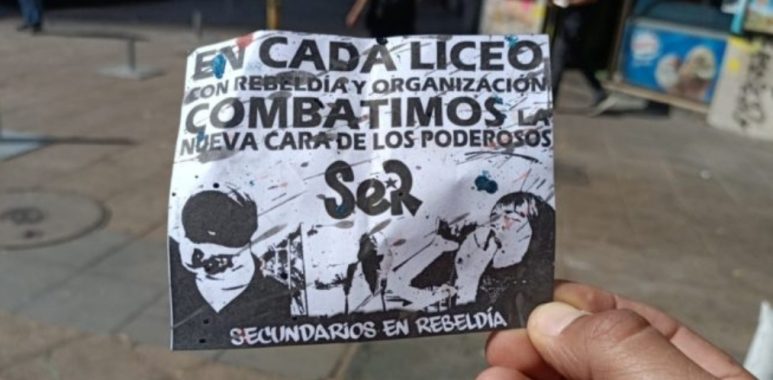 EN CADA LICEO
CON REBELDÍA Y ORGANIZACIÓN
COMBATIMOS LA
NUEVA CARA DE LOS PODEROSOS
SeR
SECUNDARIOS EN REBELDÍA